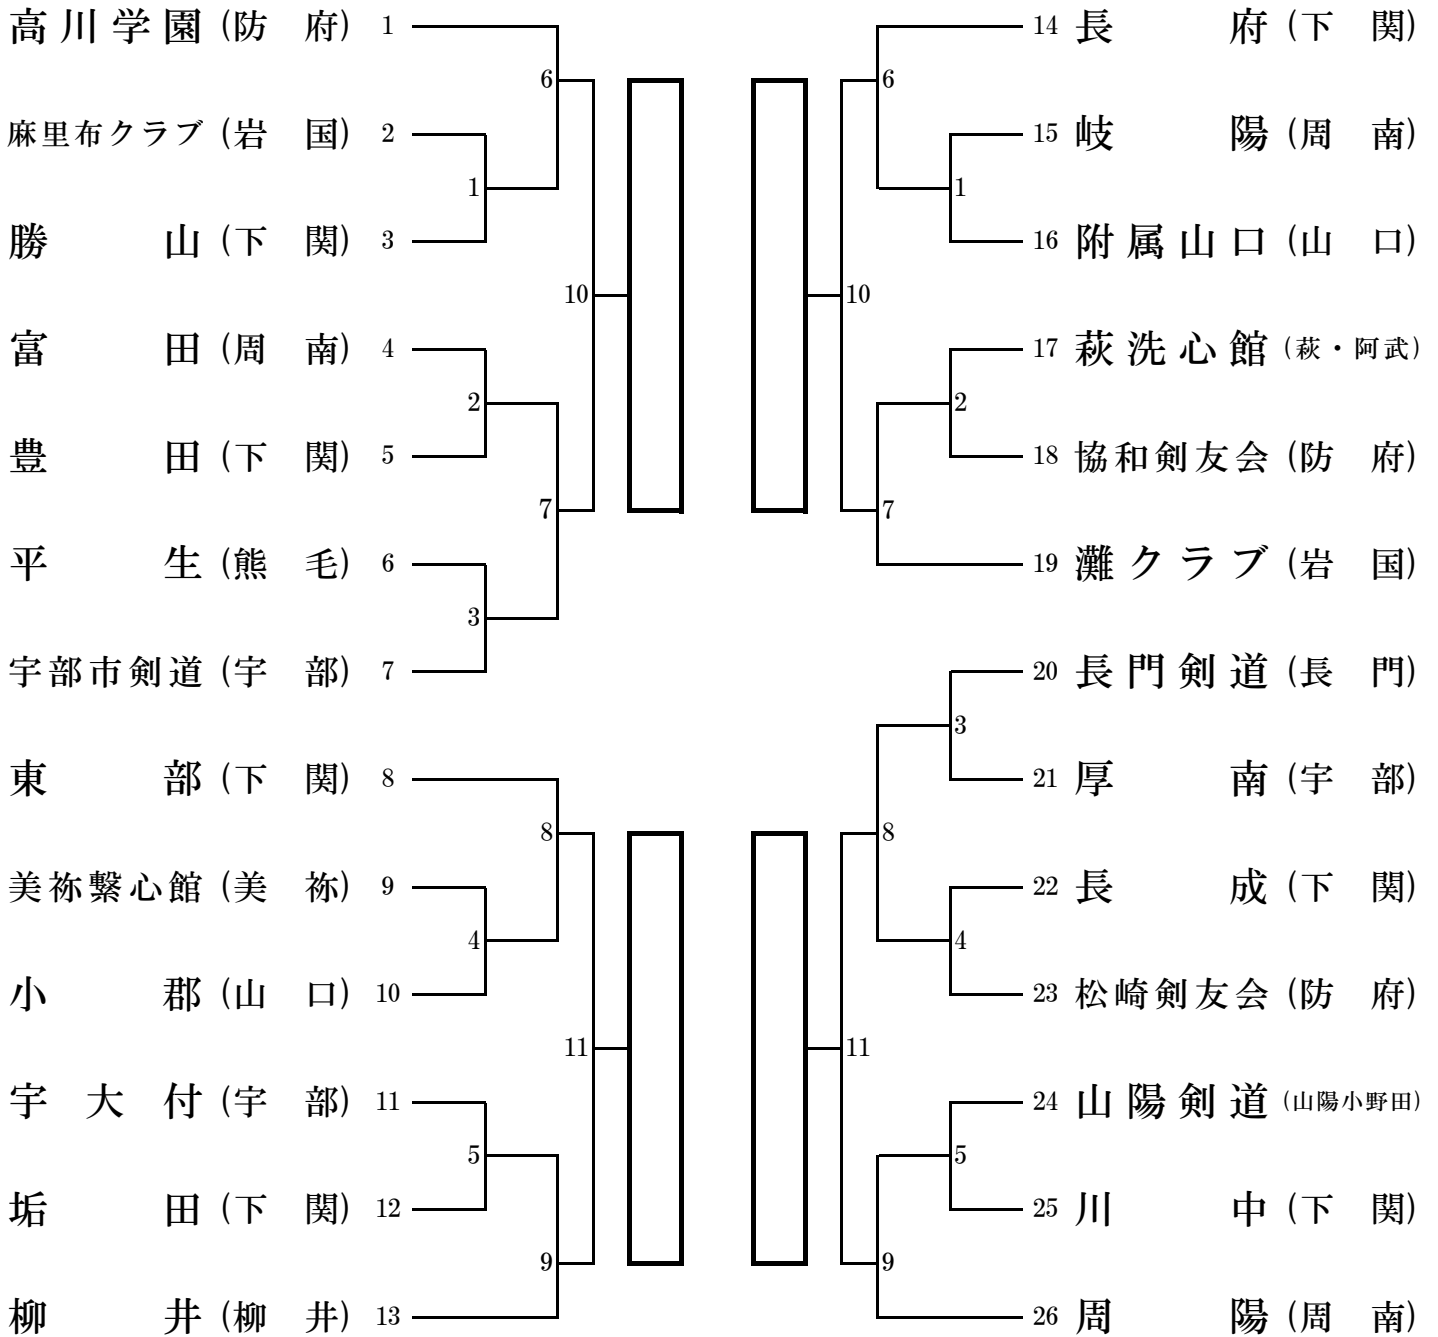 高川学園 (防府) 1
6
麻里布クラブ (岩国) 2
1
勝山 (下関) 3
10
富田 (周南) 4
2
豊田 (下関) 5
7
平生 (熊毛) 6
3
宇部市剣道 (宇部) 7
東部 (下関) 8
8
美祢繋心館 (美祢) 9
4
小郡 (山口) 10
11
宇大付 (宇部) 11
5
垢田 (下関) 12
9
柳井 (柳井) 13
14 長府 (下関)
6
15 岐陽 (周南)
1
16 附属山口 (山口)
10
17 萩洗心館 (萩・阿武)
2
18 協和剣友会 (防府)
7
19 灘クラブ (岩国)
20 長門剣道 (長門)
3
21 厚南 (宇部)
8
22 長成 (下関)
4
23 松崎剣友会 (防府)
11
24 山陽剣道 (山陽小野田)
5
25 川中 (下関)
9
26 周陽 (周南)